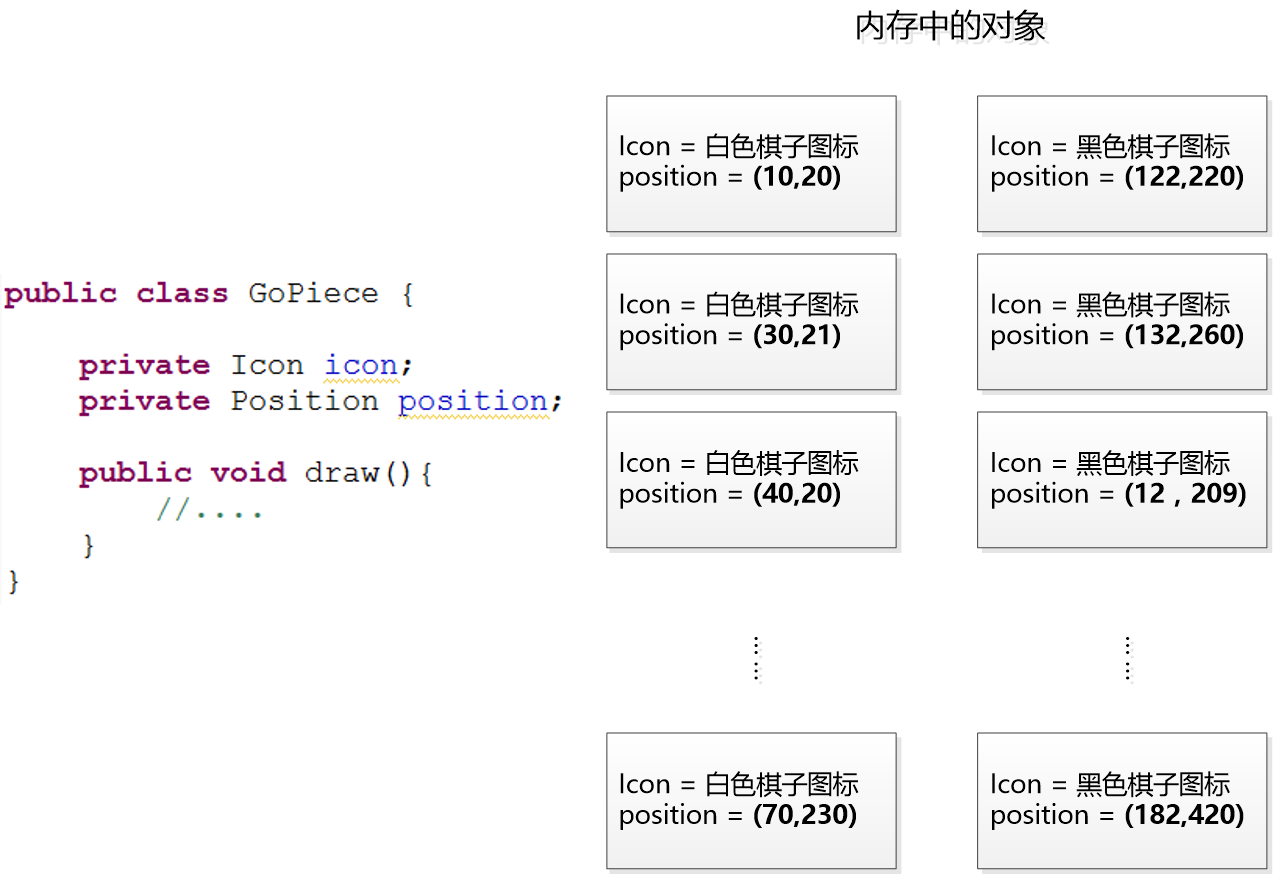 内存中的对象
public class GoPiece {
private Icon icon;
private Position position;
public void draw(){
//....
}
}
Icon = 白色棋子图标
position = (10,20)
Icon = 黑色棋子图标
position = (122,220)
Icon = 白色棋子图标
position = (30,21)
Icon = 黑色棋子图标
position = (132,260)
Icon = 白色棋子图标
position = (40,20)
Icon = 黑色棋子图标
position = (12 , 209)
Icon = 白色棋子图标
position = (70,230)
Icon = 黑色棋子图标
position = (182,420)